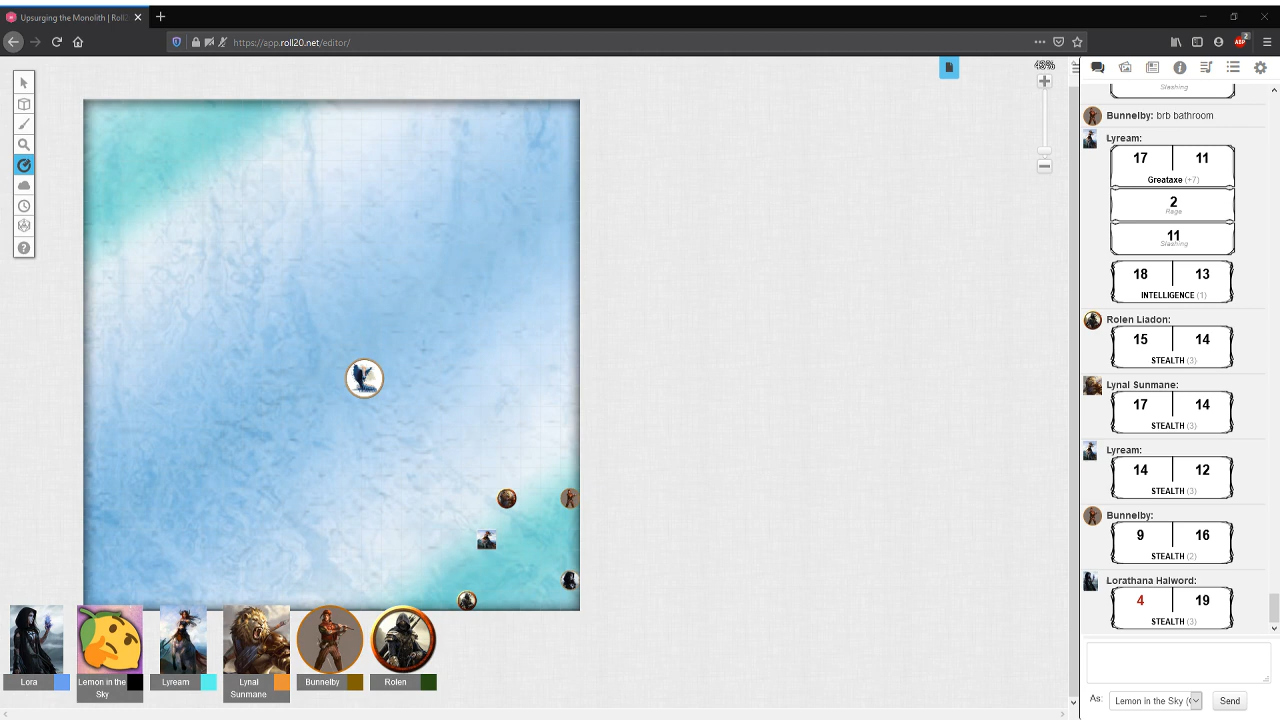 Upsurging the Monolith | Roll2
https://app.roll20.net/editor/
2
43%
Slashing
Bunnelby: brb bathroom
Lyream:
17 11
Greataxe (+7)
2
Rage
11
Slashing
18 13
INTELLIGENCE (1)
Rolen Liadon:
15 14
STEALTH (3)
Lynal Sunmane:
17 14
STEALTH (3)
Lyream:
14 12
STEALTH (3)
Bunnelby:
9 16
STEALTH (2)
Lorathana Halword:
4 19
STEALTH (3)
Lora
Lemon in the
Sky
Lyream
Lynal
Sunmane
Bunnelby
Rolen
As:
Lemon in the Sky (
Send